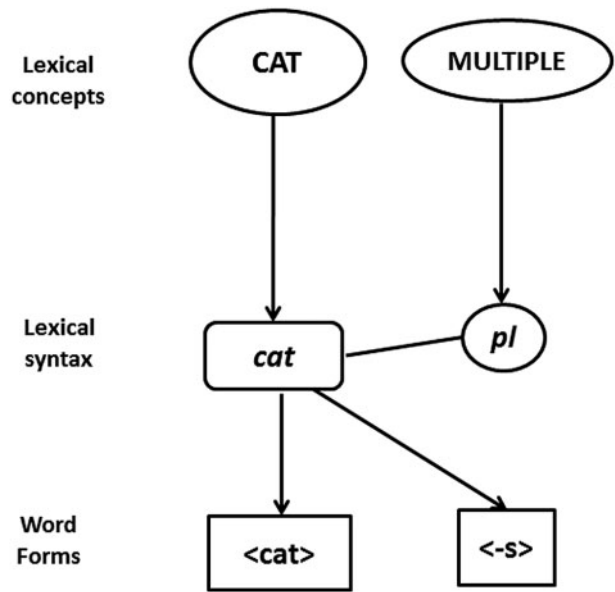 Lexical
concepts
CAT
MULTIPLE
Lexical
syntax
cat
pl
Word
Forms
<cat>
<-s>